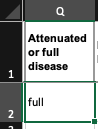 Q
Attenuated
or full
disease
1
full
2